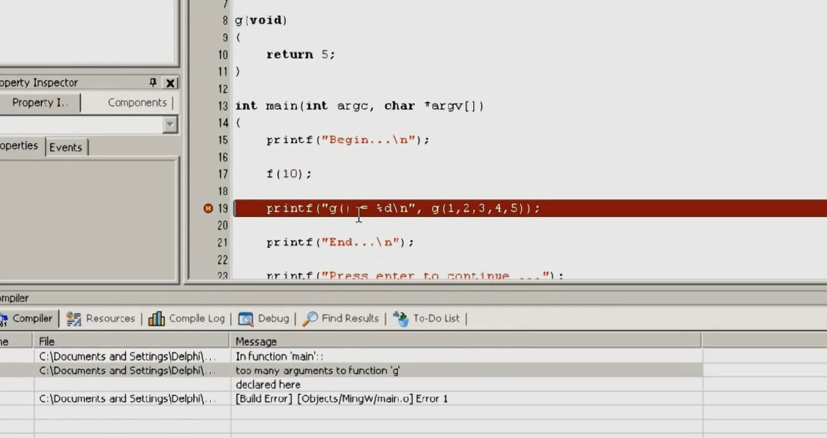 7
8 g(void)
9 {
10 return 5;
11 }
12
13 int main(int argc, char *argv[])
14 {
15 printf("Begin...\n");
16
17 f(10);
18
19 printf("g() = %d\n", g(1,2,3,4,5));
20
21 printf("End...\n");
22
23 printf("Press enter to continue ...");
operty Inspector
Property I..
Components
operties
Events
ompiler
Compiler
Resources
Compile Log
Debug
Find Results
To-Do List
ne File Message
C:\Documents and Settings\Delphi\... In function 'main'::
C:\Documents and Settings\Delphi\... too many arguments to function 'g'
declared here
C:\Documents and Settings\Delphi\... [Build Error] [Objects/MingW/main.o] Error 1